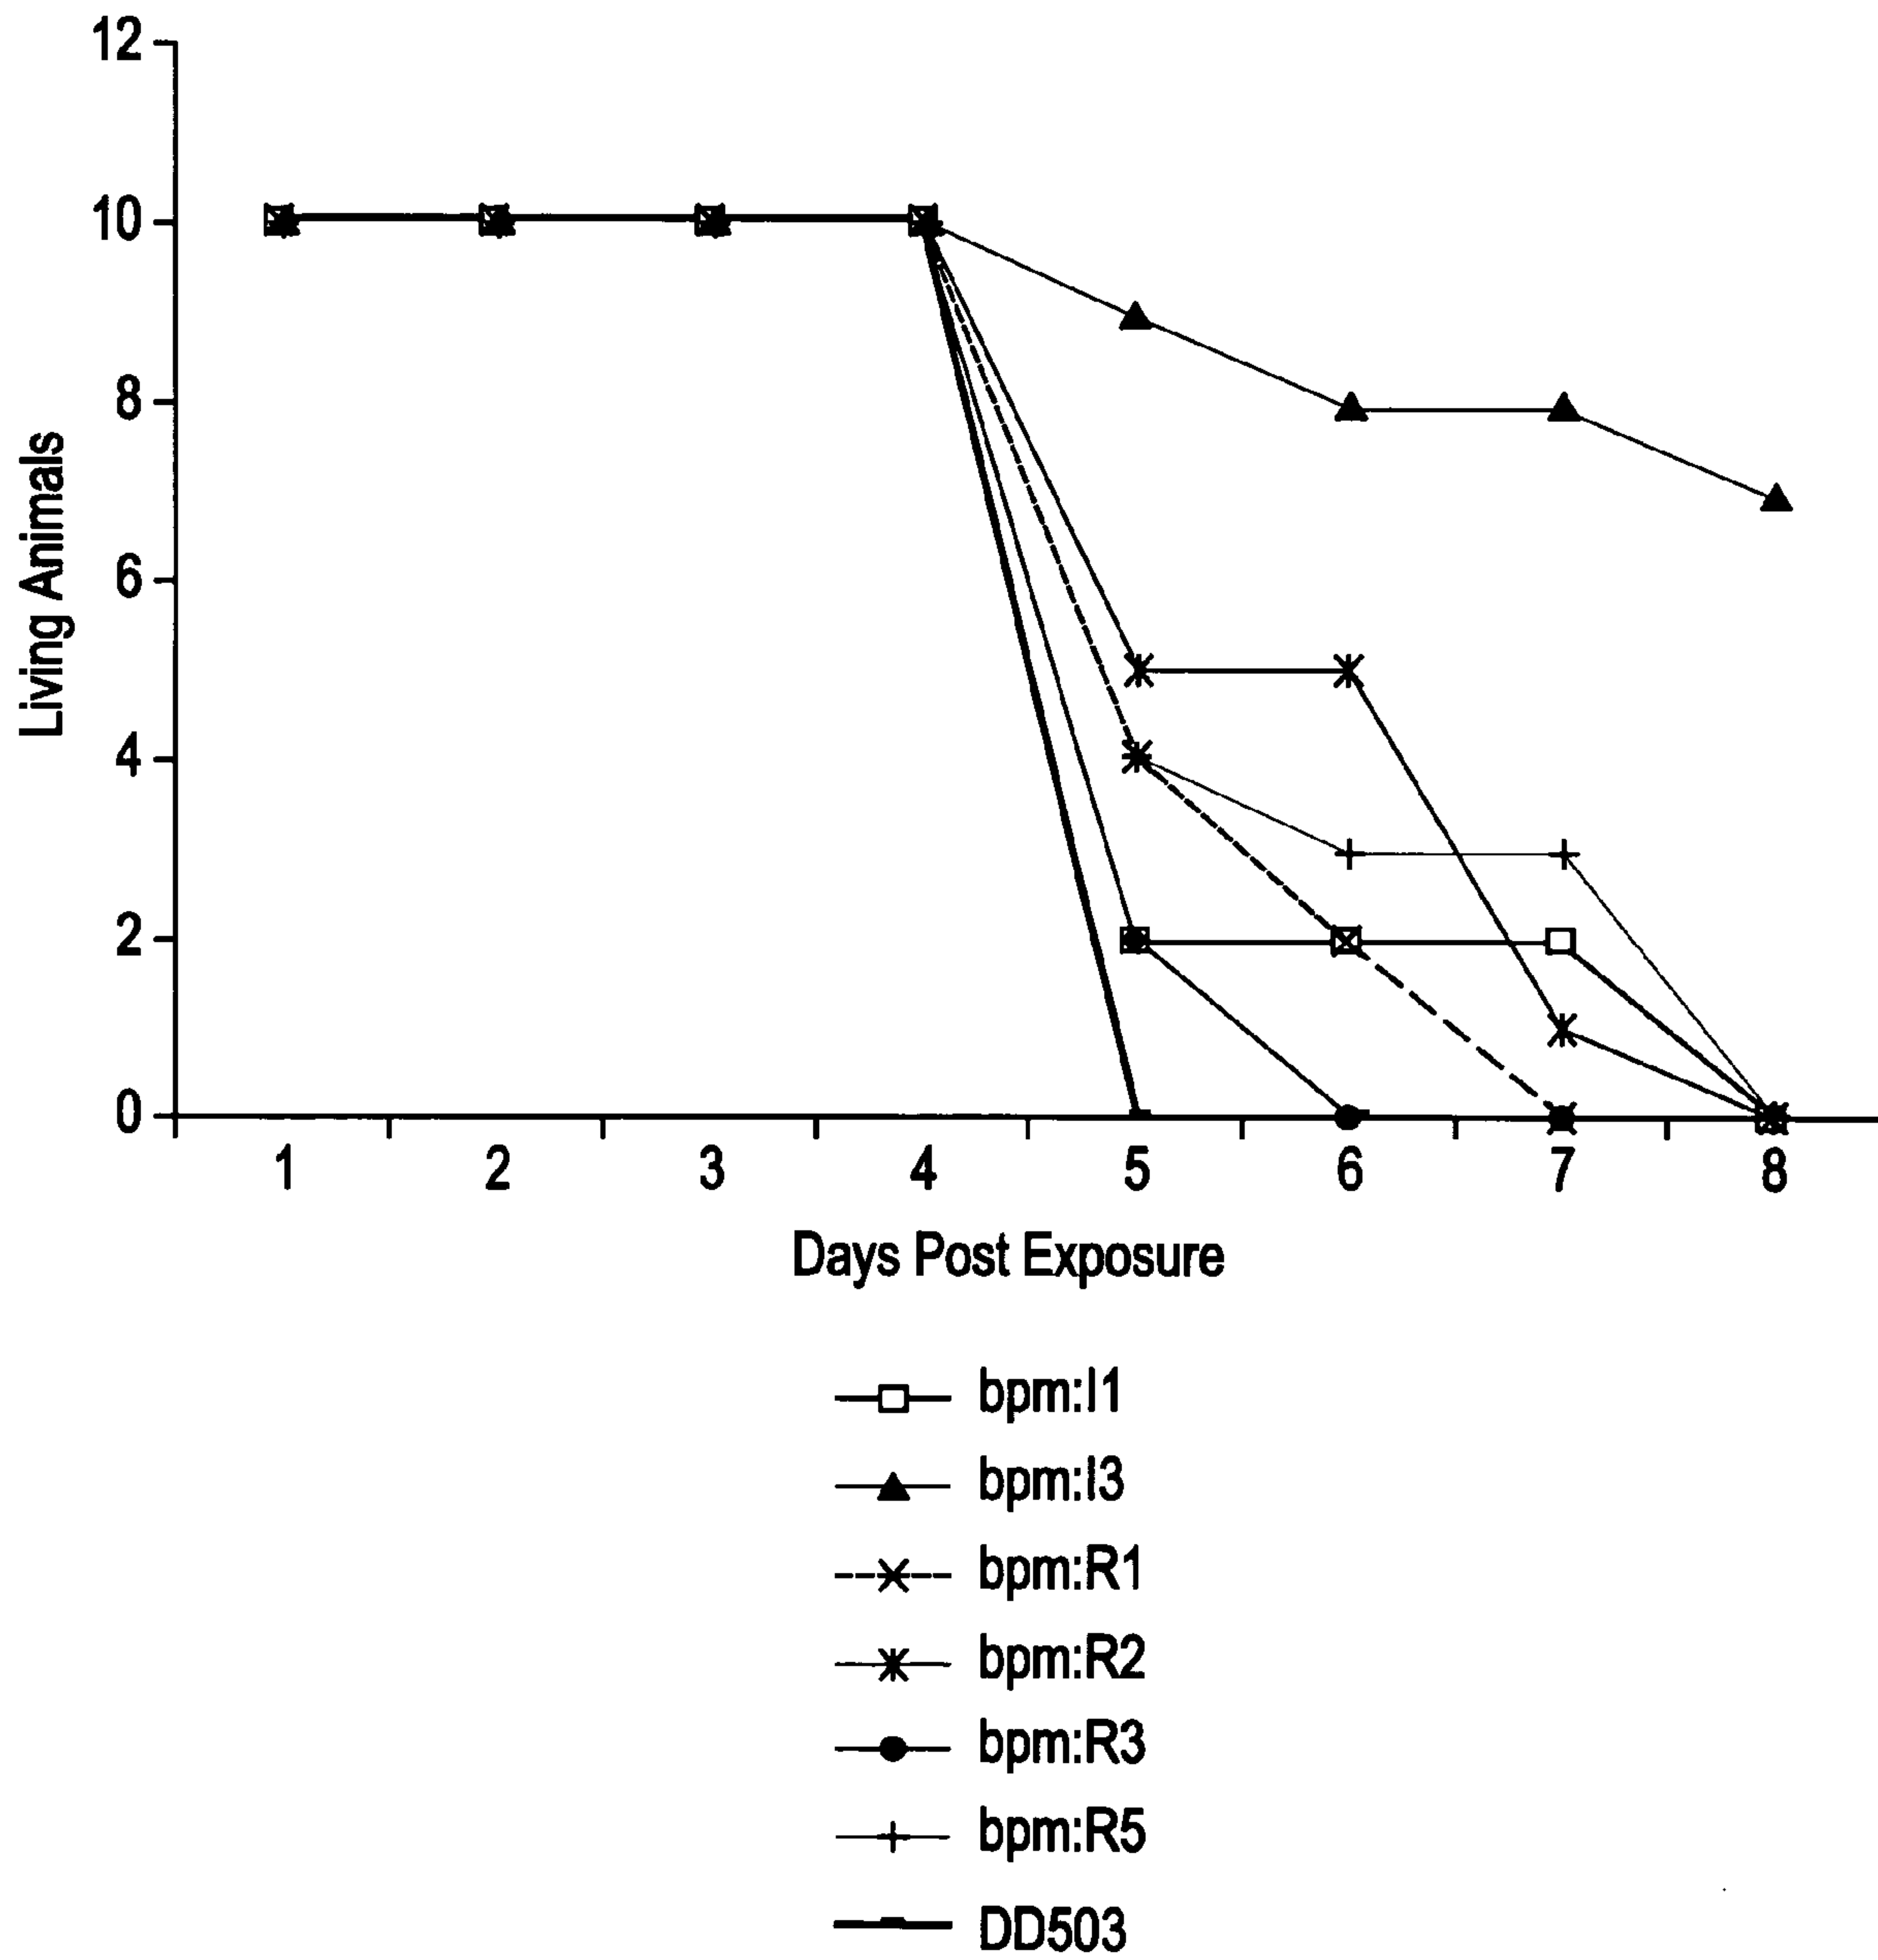 12
10
8
6
4
2
0
Living Animals
1 2 3 4 5 6 7 8
Days Post Exposure
bpm:I1
bpm:I3
bpm:R1
bpm:R2
bpm:R3
bpm:R5
DD503